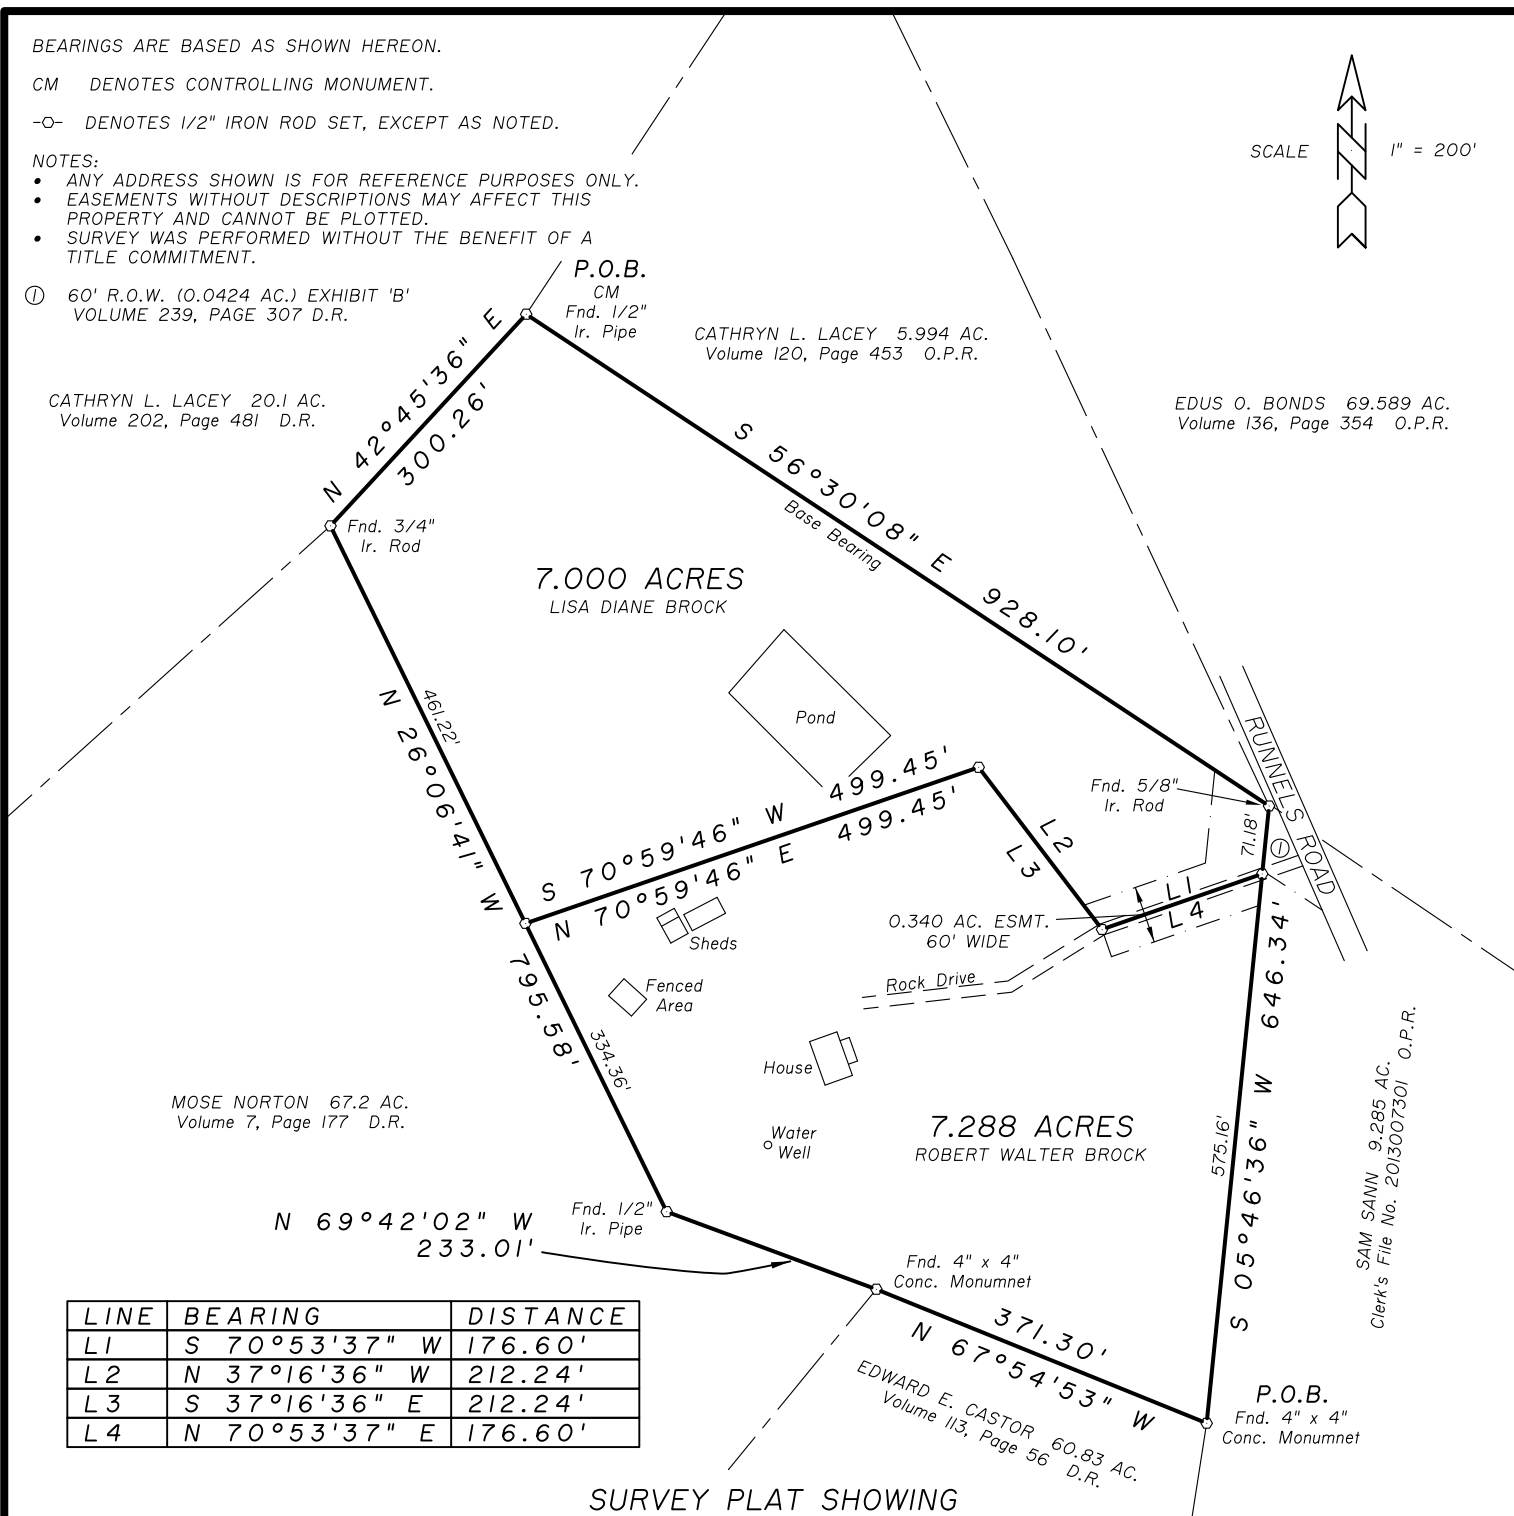 BEARINGS ARE BASED AS SHOWN HEREON.
CM DENOTES CONTROLLING MONUMENT.
-O- DENOTES 1/2" IRON ROD SET, EXCEPT AS NOTED.
NOTES:
• ANY ADDRESS SHOWN IS FOR REFERENCE PURPOSES ONLY.
• EASEMENTS WITHOUT DESCRIPTIONS MAY AFFECT THIS
PROPERTY AND CANNOT BE PLOTTED.
• SURVEY WAS PERFORMED WITHOUT THE BENEFIT OF A
TITLE COMMITMENT.
① 60' R.O.W. (0.0424 AC.) EXHIBIT 'B'
VOLUME 239, PAGE 307 D.R.
SCALE N 1" = 200'
P.O.B.
CM
Fnd. 1/2"
Ir. Pipe
CATHRYN L. LACEY 5.994 AC.
Volume 120, Page 453 O.P.R.
CATHRYN L. LACEY 20.1 AC.
Volume 202, Page 481 D.R.
EDUS O. BONDS 69.589 AC.
Volume 136, Page 354 O.P.R.
N 42°45'36" E
300.26'
S 56°30'08" E 928.10'
Base Bearing
Fnd. 3/4"
Ir. Rod
7.000 ACRES
LISA DIANE BROCK
Pond
461.22'
N 26°06'41" W
795.58'
334.36'
S 70°59'46" W 499.45'
N 70°59'46" E 499.45'
L2
L3
Fnd. 5/8"
Ir. Rod
RUNNELS ROAD
71.18'
①
L1
L4
0.340 AC. ESMT.
60' WIDE
Rock Drive
Sheds
Fenced
Area
House
Water
Well
7.288 ACRES
ROBERT WALTER BROCK
S 05°46'36" W 646.34'
575.16'
SAM SANN 9.285 AC.
Clerk's File No. 2013007301 O.P.R.
MOSE NORTON 67.2 AC.
Volume 7, Page 177 D.R.
N 69°42'02" W
233.01'
Fnd. 1/2"
Ir. Pipe
Fnd. 4" x 4"
Conc. Monumnet
371.30'
N 67°54'53" W
EDWARD E. CASTOR 60.83 AC.
Volume 113, Page 56 D.R.
P.O.B.
Fnd. 4" x 4"
Conc. Monumnet
LINE BEARING DISTANCE
L1 S 70°53'37" W 176.60'
L2 N 37°16'36" W 212.24'
L3 S 37°16'36" E 212.24'
L4 N 70°53'37" E 176.60'
SURVEY PLAT SHOWING